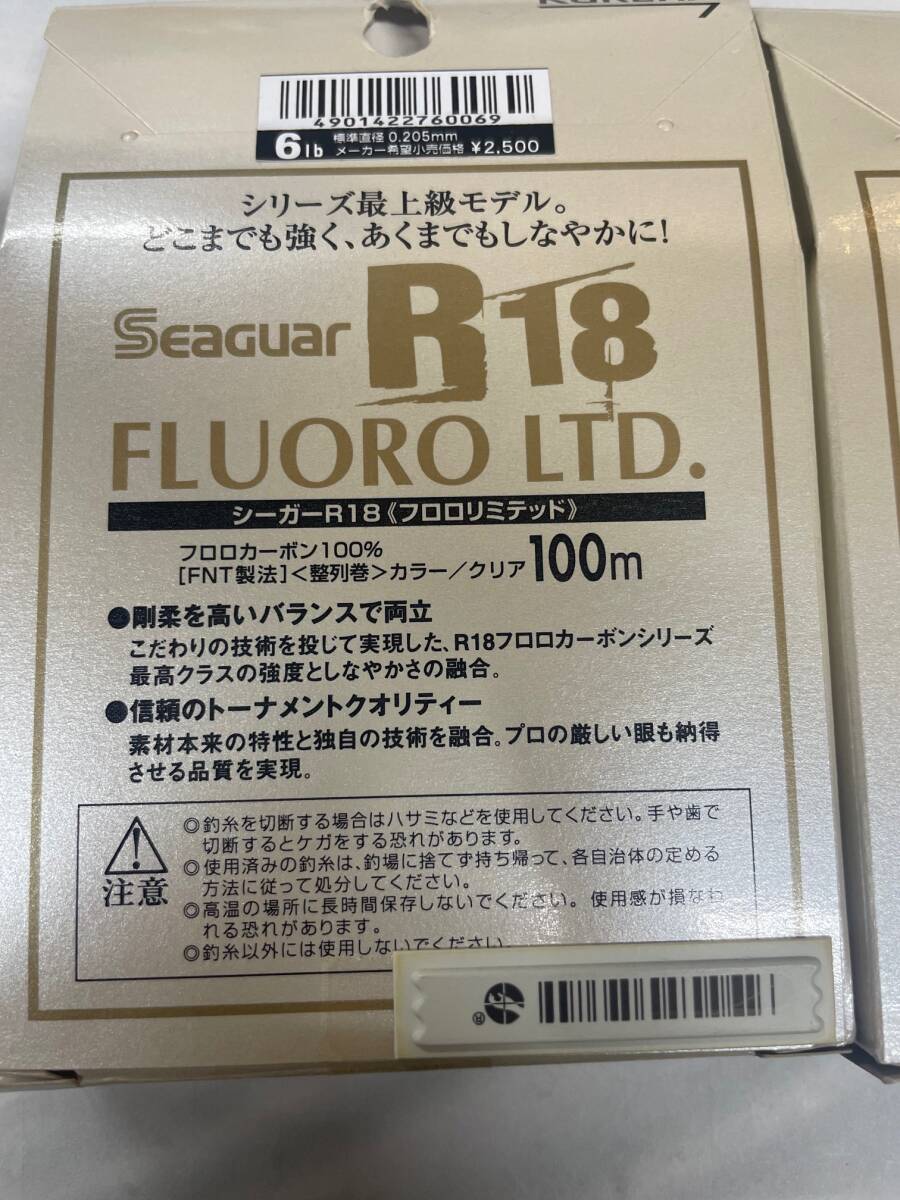 4901422760069
6lb 標準直径 0.205mm
メーカー希望小売価格 ¥2,500
シリーズ最上級モデル。
どこまでも強く、あくまでもしなやかに!
Seaguar R18
FLUORO LTD.
シーガーR18《フロロリミテッド》
フロロカーボン100%
[FNT製法]<整列巻>カラー/クリア 100m
●剛柔を高いバランスで両立
こだわりの技術を投じて実現した、R18フロロカーボンシリーズ
最高クラスの強度としなやかさの融合。
●信頼のトーナメントクオリティー
素材本来の特性と独自の技術を融合。プロの厳しい眼も納得
させる品質を実現。
注意
◎釣糸を切断する場合はハサミなどを使用してください。手や歯で
切断するとケガをする恐れがあります。
◎使用済みの釣糸は、釣場に捨てず持ち帰って、各自治体の定める
方法に従って処分してください。
◎高温の場所に長時間保存しないでください。使用感が損なわ
れる恐れがあります。
◎釣糸以外には使用しないでください。
®